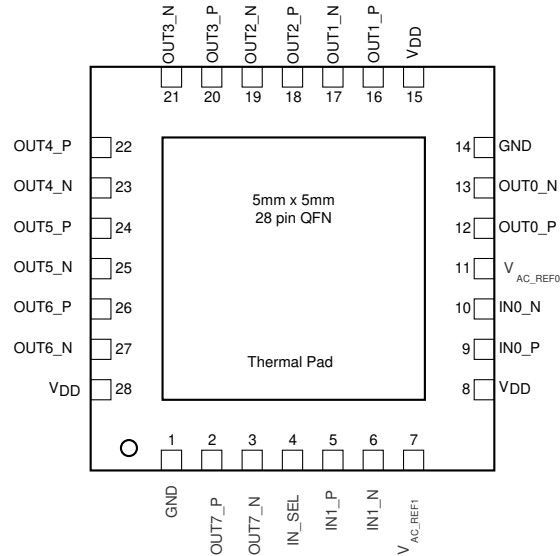 OUT3_N
OUT3_P
OUT2_N
OUT2_P
OUT1_N
OUT1_P
VDD
21
20
19
18
17
16
15
OUT4_P 22
OUT4_N 23
OUT5_P 24
OUT5_N 25
OUT6_P 26
OUT6_N 27
VDD 28
5mm x 5mm
28 pin QFN
Thermal Pad
14 GND
13 OUT0_N
12 OUT0_P
11 VAC_REF0
10 IN0_N
9 IN0_P
8 VDD
1
2
3
4
5
6
7
GND
OUT7_P
OUT7_N
IN_SEL
IN1_P
IN1_N
VAC_REF1